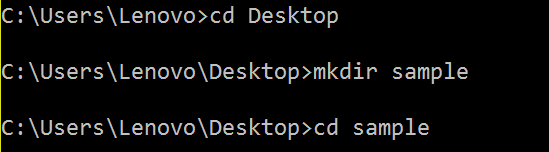 C:\Users\Lenovo>cd Desktop
C:\Users\Lenovo\Desktop>mkdir sample
C:\Users\Lenovo\Desktop>cd sample